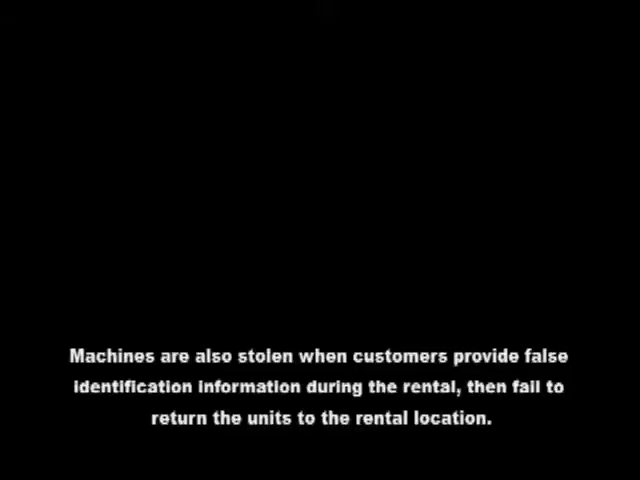 Machines are also stolen when customers provide false
identification information during the rental, then fail to
return the units to the rental location.